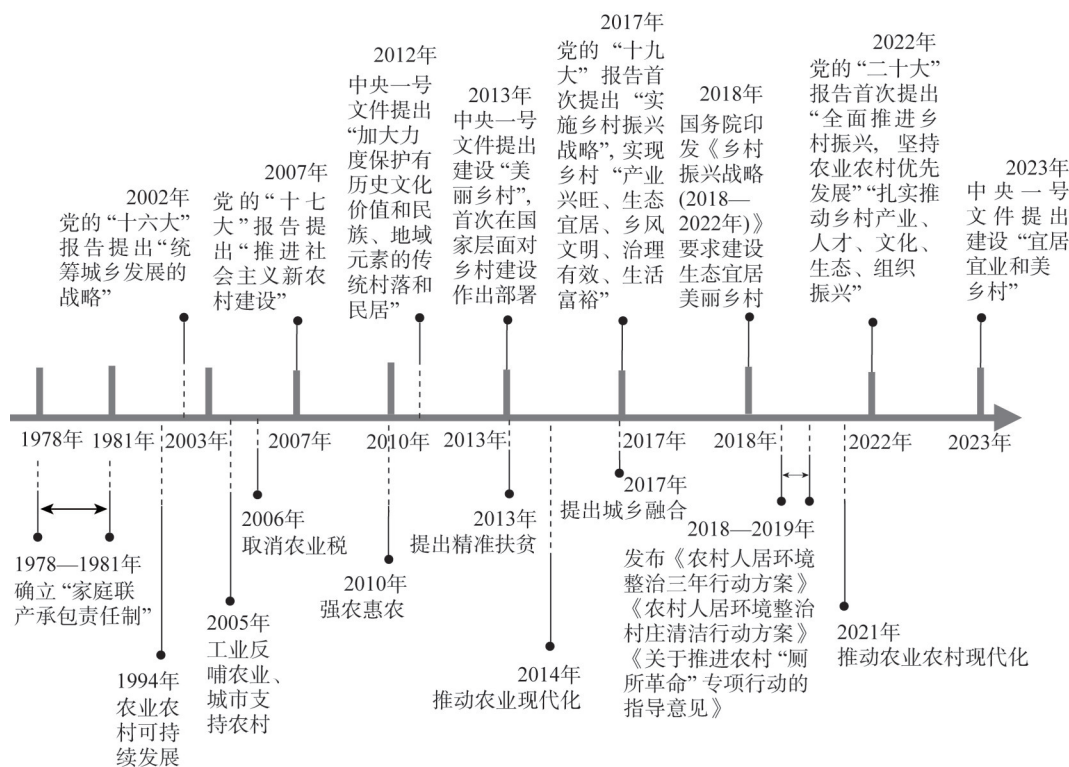 2002年
党的“十六大”
报告提出“统
筹城乡发展的
战略”
2007年
党的“十七
大”报告提
出“推进社
会主义新农
村建设”
2012年
中央一号
文件提出
“加大力
度保护有
历史文化
价值和民
族、地域
元素的传
统村落和
民居”
2013年
中央一号
文件提出
建设“美
丽乡村”,
首次在国
家层面对
乡村建设
作出部署
2017年
党的“十九
大”报告首
次提出“实
施乡村振兴
战略”,实现
乡村“产业
兴旺、生态
宜居、乡风
文明、治理
有效、生活
富裕”
2018年
国务院印
发《乡村
振兴战略
(2018—
2022年)》
要求建设
生态宜居
美丽乡村
2022年
党的“二十大”
报告首次提出
“全面推进乡
村振兴, 坚持
农业农村优先
发展”“扎实推
动乡村产业、
人才、文化、
生态、组织
振兴”
2023年
中央一号
文件提出
建设“宜居
宜业和美
乡村”
1978年
1981年
2003年
2007年
2010年
2013年
2017年
2018年
2022年
2023年
1978—1981年
确立“家庭联
产承包责任制”
1994年
农业农
村可持
续发展
2005年
工业反
哺农业、
城市支
持农村
2006年
取消农业税
2010年
强农惠农
2013年
提出精准扶贫
2014年
推动农业现代化
2017年
提出城乡融合
2018—2019年
发布《农村人居环境
整治三年行动方案》
《农村人居环境整治
村庄清洁行动方案》
《关于推进农村“厕
所革命”专项行动的
指导意见》
2021年
推动农业农村现代化